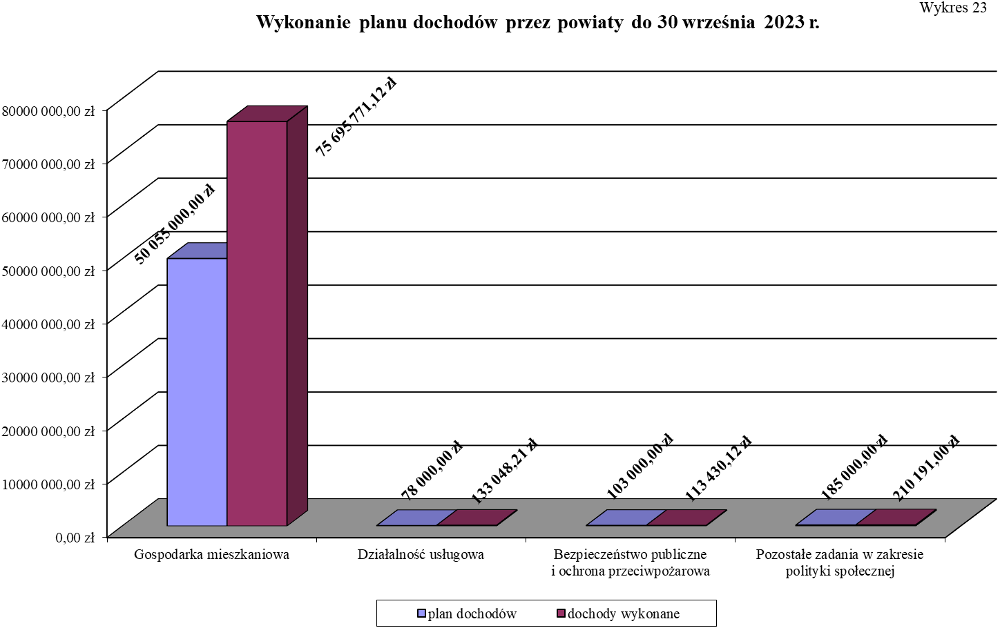 Wykres 23
Wykonanie planu dochodów przez powiaty do 30 września 2023 r.
80000 000,00 zł
70000 000,00 zł
60000 000,00 zł
50000 000,00 zł
40000 000,00 zł
30000 000,00 zł
20000 000,00 zł
10000 000,00 zł
0,00 zł
50 055 000,00 zł
75 695 771,12 zł
78 000,00 zł
133 048,21 zł
103 000,00 zł
113 430,12 zł
185 000,00 zł
210 191,00 zł
Gospodarka mieszkaniowa
Działalność usługowa
Bezpieczeństwo publiczne
i ochrona przeciwpożarowa
Pozostałe zadania w zakresie
polityki społecznej
plan dochodów
dochody wykonane